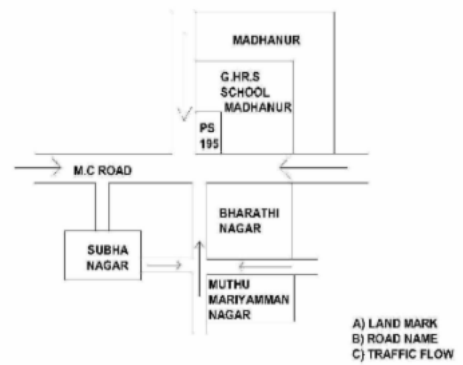 MADHANUR
G.HR.S
SCHOOL
MADHANUR
PS
195
M.C ROAD
BHARATHI
NAGAR
SUBHA
NAGAR
MUTHU
MARIYAMMAN
NAGAR
A) LAND MARK
B) ROAD NAME
C) TRAFFIC FLOW